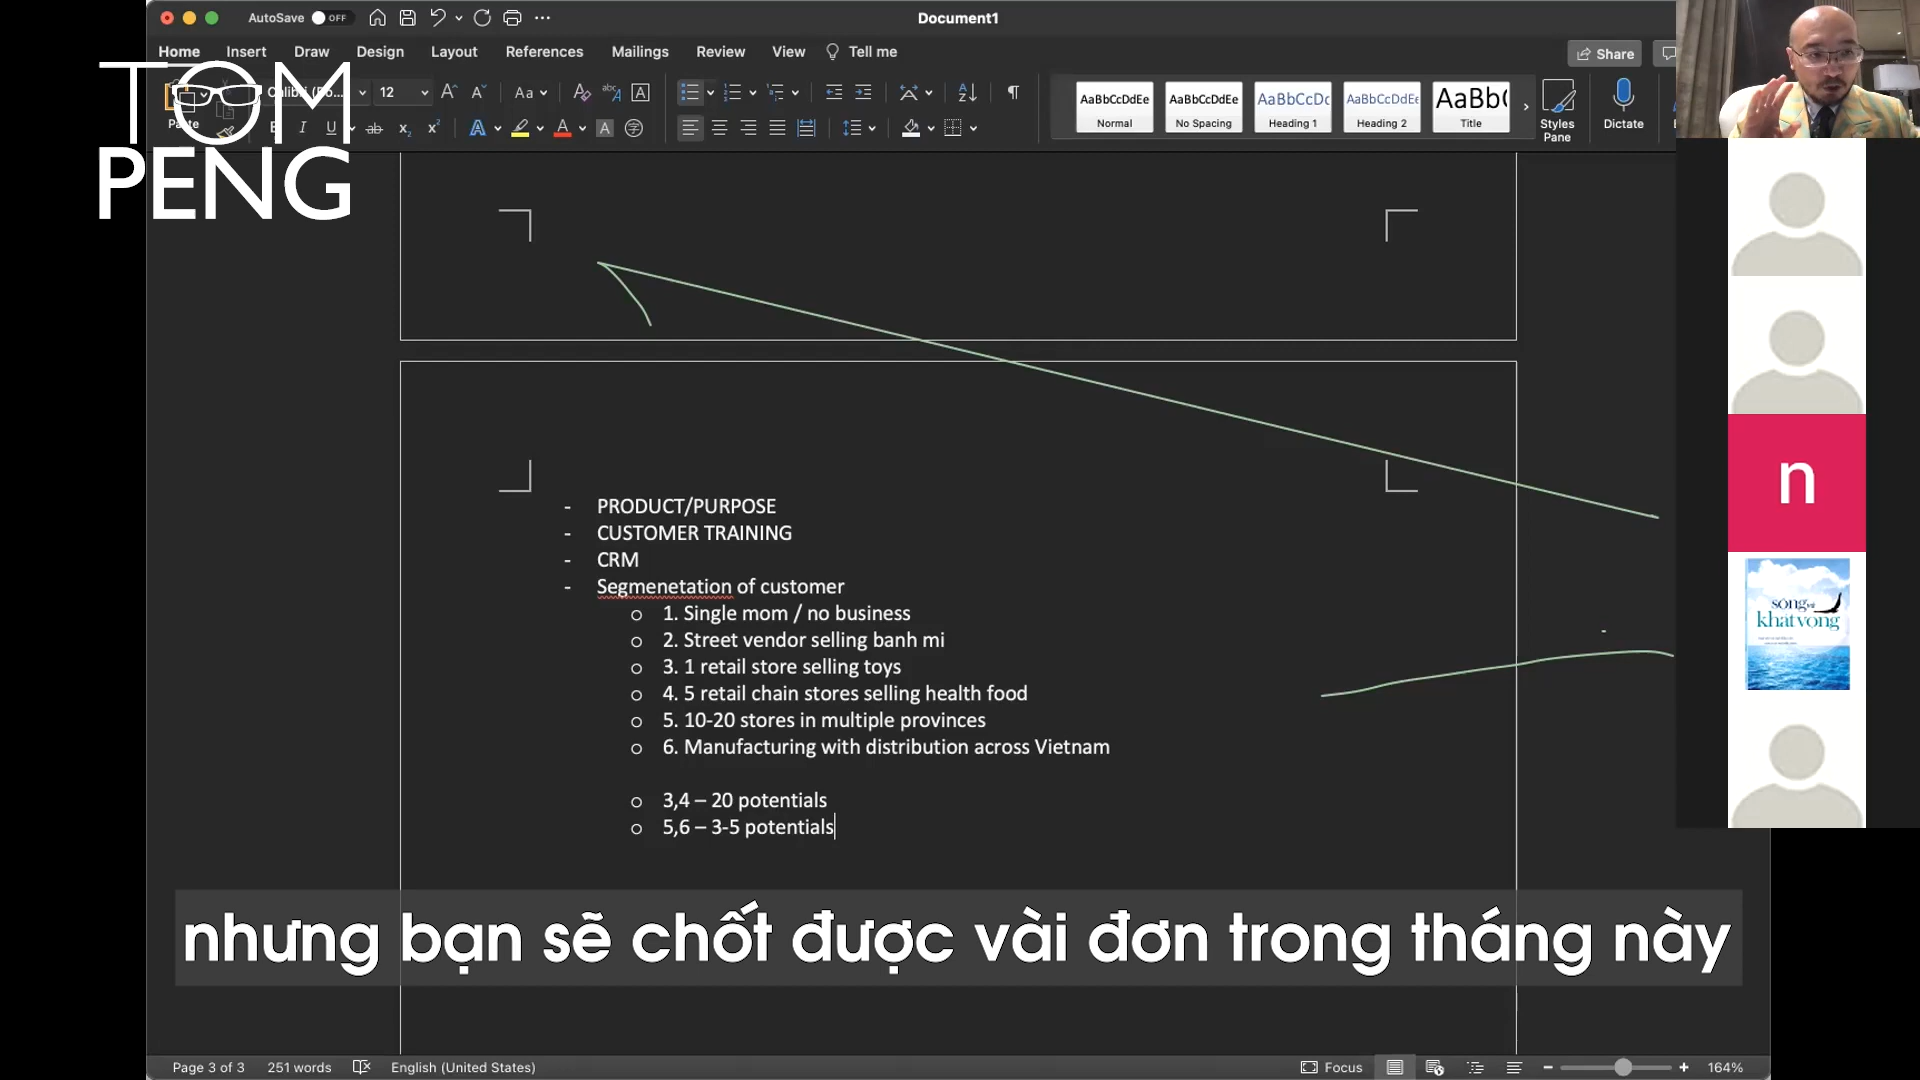 AutoSave OFF
Document1
Home Insert Draw Design Layout References Mailings Review View Tell me
Share
TOM
PENG
Paste
12
Aa
AaBbCcDdEe
Normal
AaBbCcDdEe
No Spacing
AaBbCcDc
Heading 1
AaBbCcDdEe
Heading 2
AaBb(
Title
Styles
Pane
Dictate
n
sóng và
khát vọng
- PRODUCT/PURPOSE
- CUSTOMER TRAINING
- CRM
- Segmenetation of customer
o 1. Single mom / no business
o 2. Street vendor selling banh mi
o 3. 1 retail store selling toys
o 4. 5 retail chain stores selling health food
o 5. 10-20 stores in multiple provinces
o 6. Manufacturing with distribution across Vietnam
o 3,4 – 20 potentials
o 5,6 – 3-5 potentials
nhưng bạn sẽ chốt được vài đơn trong tháng này
Page 3 of 3 251 words English (United States) Focus 164%